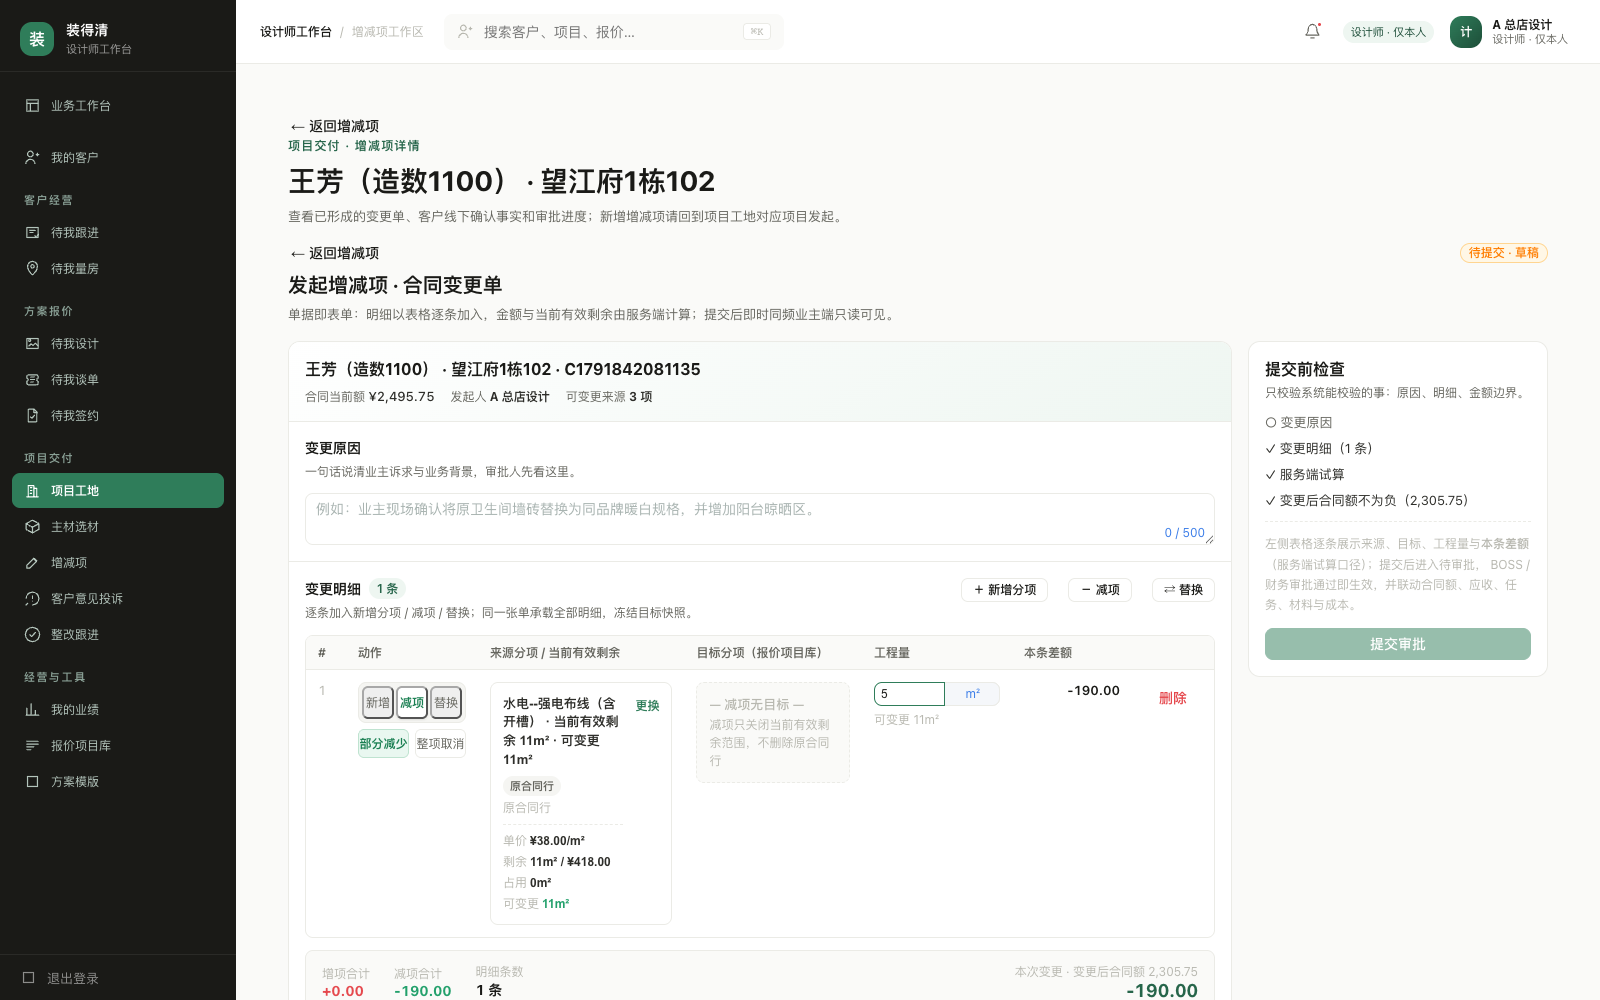 装
装得清
设计师工作台
业务工作台
我的客户
客户经营
待我跟进
待我量房
方案报价
待我设计
待我谈单
待我签约
项目交付
项目工地
主材选材
增减项
客户意见投诉
整改跟进
经营与工具
我的业绩
报价项目库
方案模版
退出登录
设计师工作台 / 增减项工作区
搜索客户、项目、报价...
⌘K
设计师 · 仅本人
计
A 总店设计
设计师 · 仅本人
← 返回增减项
项目交付 · 增减项详情
王芳（造数1100） · 望江府1栋102
查看已形成的变更单、客户线下确认事实和审批进度；新增增减项请回到项目工地对应项目发起。
← 返回增减项
待提交 · 草稿
发起增减项 · 合同变更单
单据即表单：明细以表格逐条加入，金额与当前有效剩余由服务端计算；提交后即时同频业主端只读可见。
王芳（造数1100） · 望江府1栋102 · C1791842081135
合同当前额 ¥2,495.75 发起人 A 总店设计 可变更来源 3 项
变更原因
一句话说清业主诉求与业务背景，审批人先看这里。
例如：业主现场确认将原卫生间墙砖替换为同品牌暖白规格，并增加阳台晾晒区。
0 / 500
变更明细 1 条
+ 新增分项
− 减项
⇄ 替换
逐条加入新增分项 / 减项 / 替换；同一张单承载全部明细，冻结目标快照。
# 动作 来源分项 / 当前有效剩余 目标分项（报价项目库） 工程量 本条差额
1
新增 减项 替换
部分减少 整项取消
水电--强电布线（含
开槽） · 当前有效剩
余 11m² · 可变更
11m²
更换
原合同行
原合同行
单价 ¥38.00/m²
剩余 11m² / ¥418.00
占用 0m²
可变更 11m²
— 减项无目标 —
减项只关闭当前有效剩
余范围，不删除原合同
行
5 m²
可变更 11m²
-190.00
删除
增项合计
+0.00
减项合计
-190.00
明细条数
1 条
本次变更 · 变更后合同额 2,305.75
-190.00
提交前检查
只校验系统能校验的事：原因、明细、金额边界。
○ 变更原因
✓ 变更明细（1 条）
✓ 服务端试算
✓ 变更后合同额不为负（2,305.75）
左侧表格逐条展示来源、目标、工程量与本条差额
（服务端试算口径）；提交后进入待审批， BOSS /
财务审批通过即生效，并联动合同额、应收、任
务、材料与成本。
提交审批